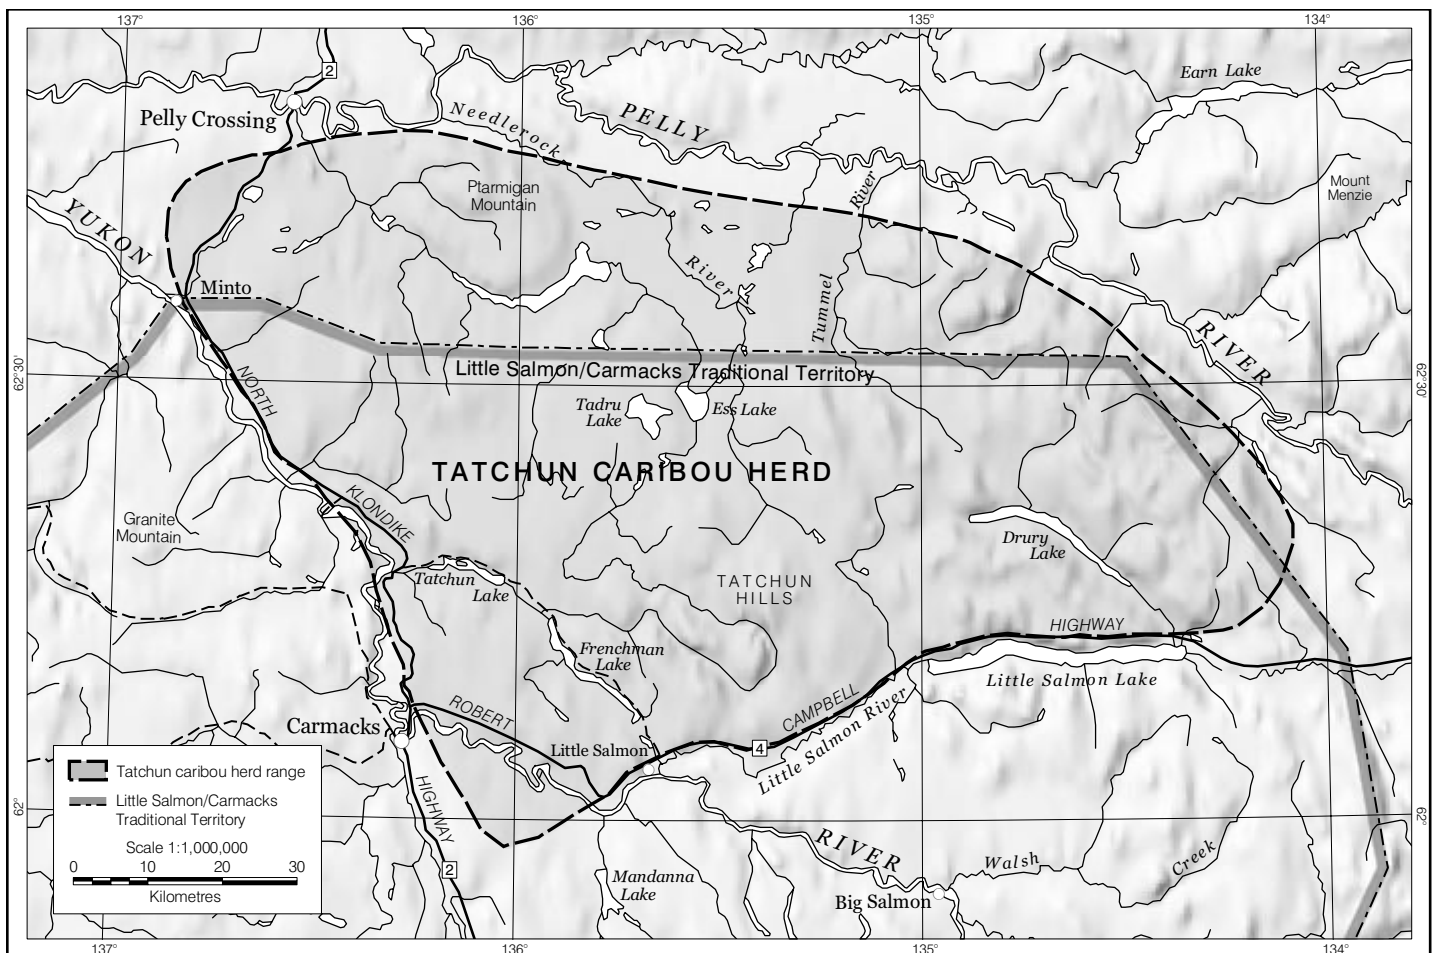 137°
136°
135°
134°
2
Earn Lake
Pelly Crossing
Needlerock
PELLY
Ptarmigan
Mountain
River
Mount
Menzie
YUKON
River
Minto
Tummel
RIVER
62°30'
62°30'
Little Salmon/Carmacks Traditional Territory
NORTH
Tadru
Lake
Ess Lake
TATCHUN CARIBOU HERD
KLONDIKE
Granite
Mountain
Drury
Lake
Tatchun
Lake
TATCHUN
HILLS
HIGHWAY
Frenchman
Lake
Little Salmon Lake
CAMPBELL
ROBERT
Carmacks
Little Salmon
4
Little Salmon River
Tatchun caribou herd range
Little Salmon/Carmacks
Traditional Territory
Scale 1:1,000,000
0 10 20 30
Kilometres
62°
62°
HIGHWAY
RIVER
2
Mandanna
Lake
Walsh
Creek
Big Salmon
137°
136°
135°
134°